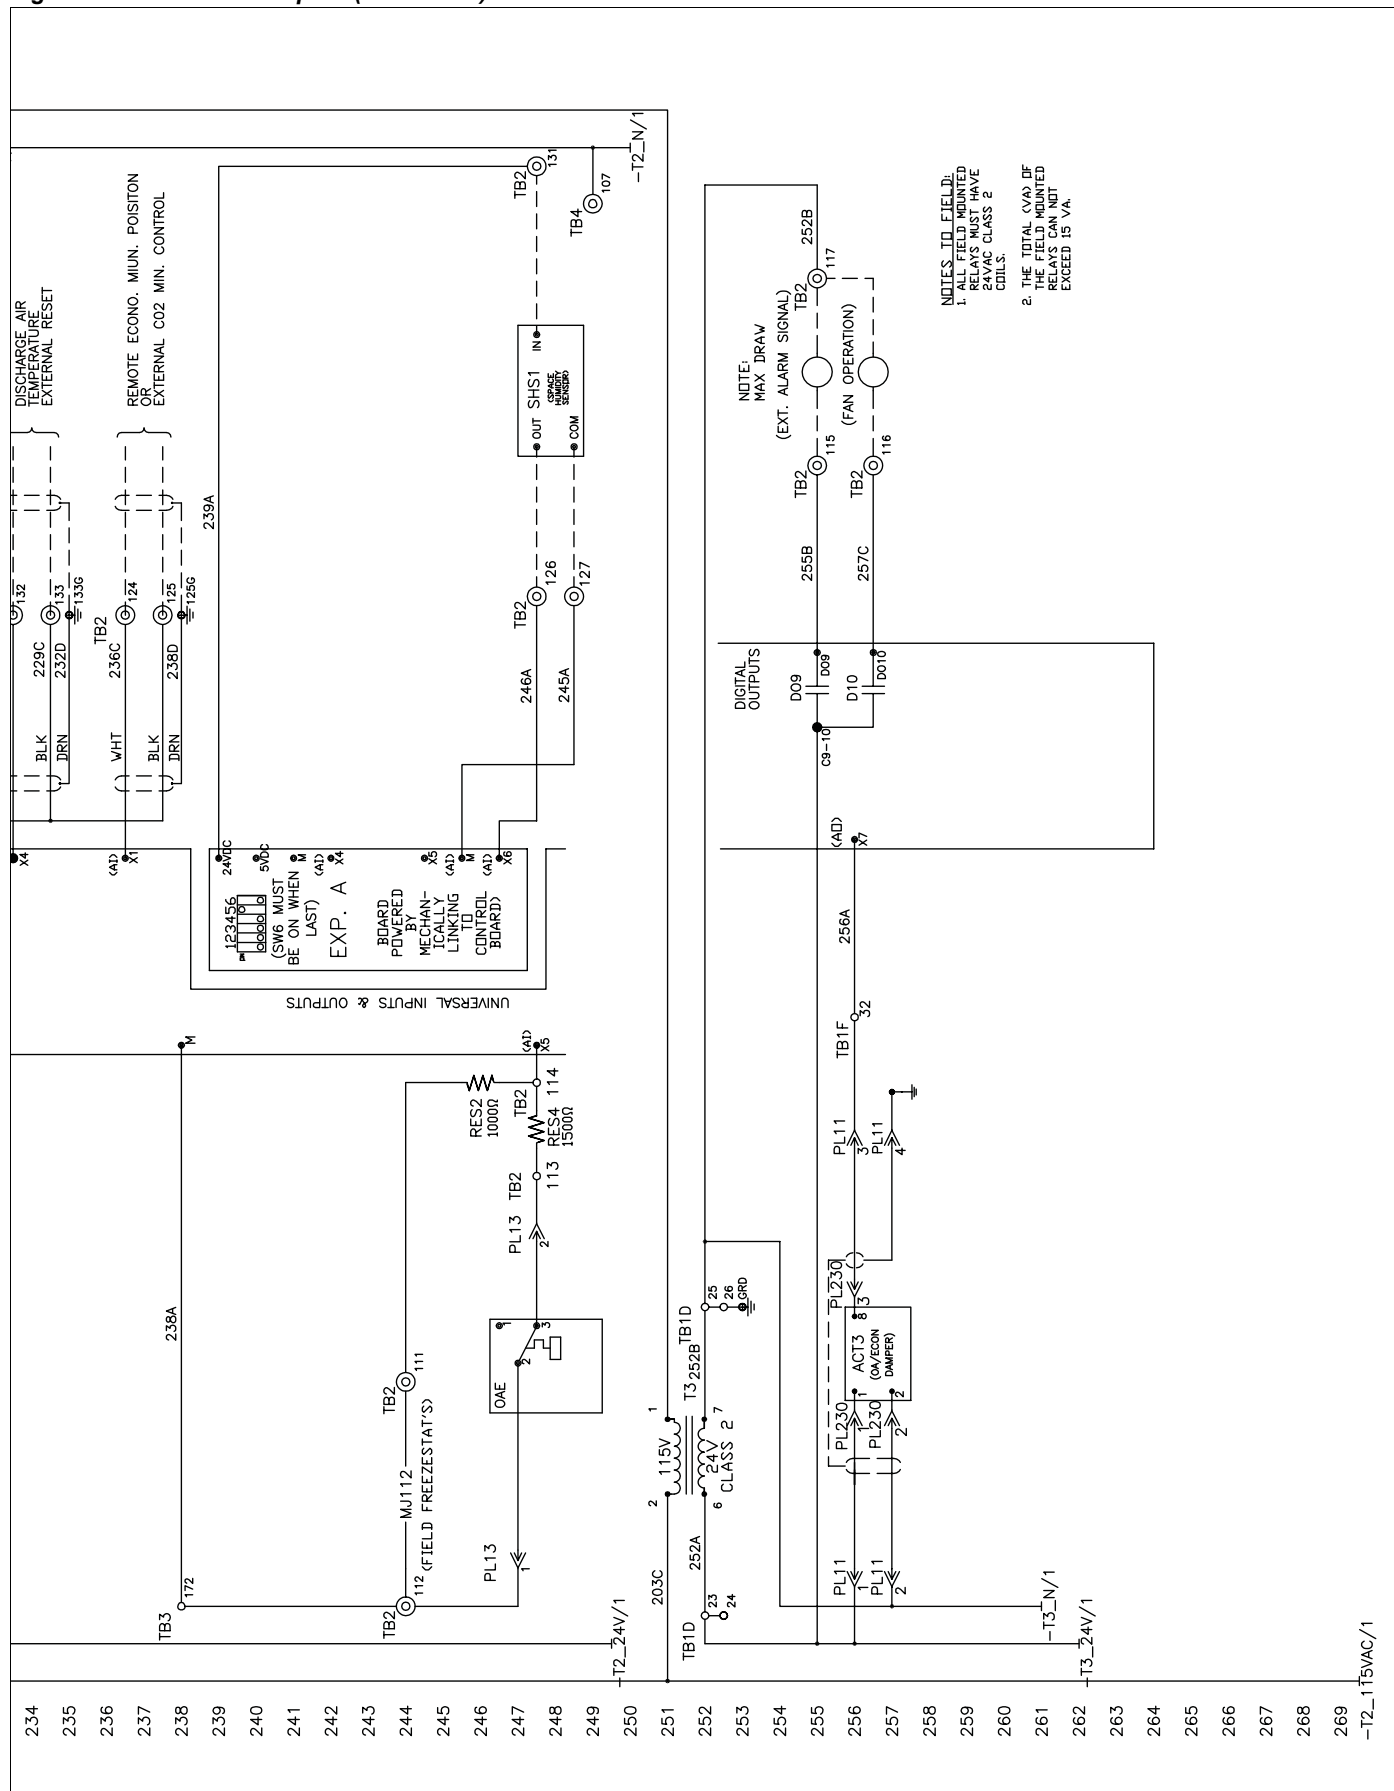 DISCHARGE AIR
TEMPERATURE
EXTERNAL RESET
REMOTE ECONO. MIUN. POISITON
OR
EXTERNAL CO2 MIN. CONTROL
132
133
133G
229C
232D
BLK
DRN
X4
TB2
124
125
125G
236C
238D
WHT
BLK
DRN
(AI)
X1
239A
TB2
131
TB4
107
-T2_N/1
IN
OUT SHS1
(SPACE
HUMIDITY
SENSOR)
COM
TB2
126
127
246A
245A
24VDC
5VDC
M
(AI)
X4
X5
(AI)
M
(AI)
X6
123456
(SW6 MUST
BE ON WHEN
LAST)
EXP. A
BOARD
POWERED
BY
MECHAN-
ICALLY
LINKING
TO
CONTROL
BOARD)
UNIVERSAL INPUTS & OUTPUTS
M
(AI)
X5
238A
TB3
172
RES2
1000Ω
TB2
114
RES4
1500Ω
TB2
113
PL13
2
TB2
111
MJ112
(FIELD FREEZESTAT'S)
TB2
112
OAE
1
2
3
PL13
1
-T2_24V/1
203C
115V
1
2
T3
24V
CLASS 2
6
7
252A
252B
TB1D
23
24
TB1D
25
26
GRD
252B
TB2
117
NOTE:
MAX DRAW
(EXT. ALARM SIGNAL)
(FAN OPERATION)
TB2
115
TB2
116
255B
257C
DIGITAL
OUTPUTS
DO9
DO9
D10
DO10
C9-10
(AO)
X7
256A
TB1F
32
PL11
3
PL11
4
PL230
3
8
ACT3
(OA/ECON
DAMPER)
1
2
PL230
1
PL230
2
PL11
1
PL11
2
-T3_N/1
-T3_24V/1
-T2_115VAC/1
NOTES TO FIELD:
1. ALL FIELD MOUNTED
RELAYS MUST HAVE
24VAC CLASS 2
COILS.
2. THE TOTAL (VA) OF
THE FIELD MOUNTED
RELAYS CAN NOT
EXCEED 15 VA.
234
235
236
237
238
239
240
241
242
243
244
245
246
247
248
249
250
251
252
253
254
255
256
257
258
259
260
261
262
263
264
265
266
267
268
269